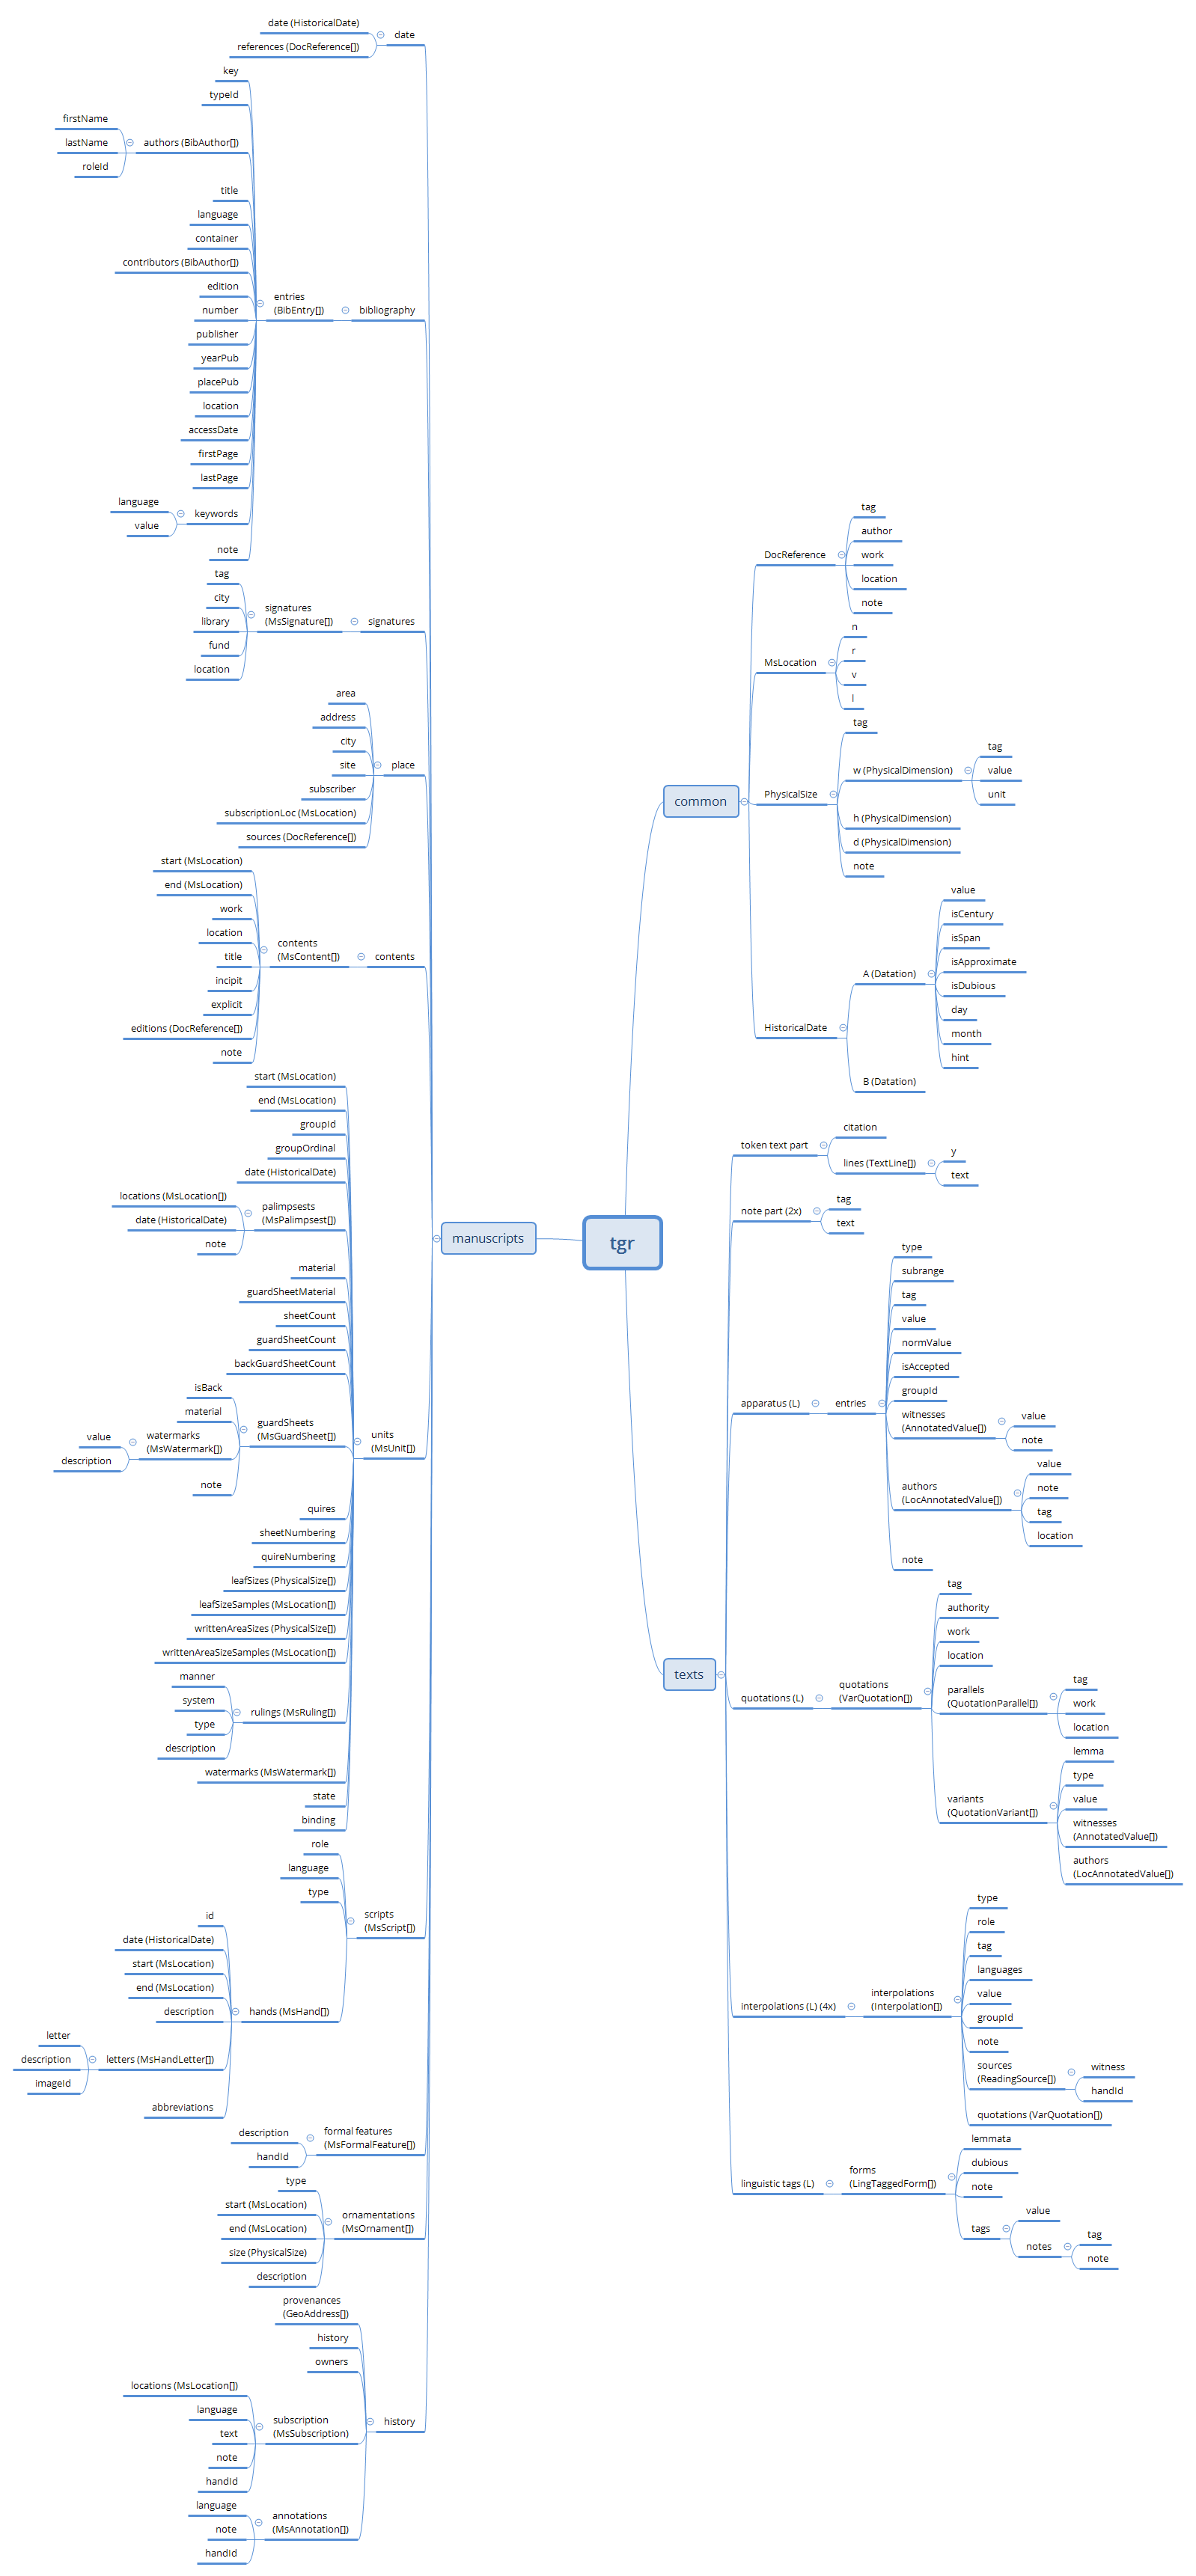 tgr
manuscripts
date
date (HistoricalDate)
references (DocReference[])
bibliography
entries
(BibEntry[])
key
typeId
authors (BibAuthor[])
firstName
lastName
roleId
title
language
container
contributors (BibAuthor[])
edition
number
publisher
yearPub
placePub
location
accessDate
firstPage
lastPage
keywords
language
value
note
signatures
signatures
(MsSignature[])
tag
city
library
fund
location
place
area
address
city
site
subscriber
subscriptionLoc (MsLocation)
sources (DocReference[])
contents
contents
(MsContent[])
start (MsLocation)
end (MsLocation)
work
location
title
incipit
explicit
editions (DocReference[])
note
units
(MsUnit[])
start (MsLocation)
end (MsLocation)
groupId
groupOrdinal
date (HistoricalDate)
palimpsests
(MsPalimpsest[])
locations (MsLocation[])
date (HistoricalDate)
note
material
guardSheetMaterial
sheetCount
guardSheetCount
backGuardSheetCount
guardSheets
(MsGuardSheet[])
isBack
material
watermarks
(MsWatermark[])
value
description
note
quires
sheetNumbering
quireNumbering
leafSizes (PhysicalSize[])
leafSizeSamples (MsLocation[])
writtenAreaSizes (PhysicalSize[])
writtenAreaSizeSamples (MsLocation[])
rulings (MsRuling[])
manner
system
type
description
watermarks (MsWatermark[])
state
binding
scripts
(MsScript[])
role
language
type
hands (MsHand[])
id
date (HistoricalDate)
start (MsLocation)
end (MsLocation)
description
letters (MsHandLetter[])
letter
description
imageId
abbreviations
formal features
(MsFormalFeature[])
description
handId
ornamentations
(MsOrnament[])
type
start (MsLocation)
end (MsLocation)
size (PhysicalSize)
description
history
provenances
(GeoAddress[])
history
owners
subscription
(MsSubscription)
locations (MsLocation[])
language
text
note
handId
annotations
(MsAnnotation[])
language
note
handId
common
DocReference
tag
author
work
location
note
MsLocation
n
r
v
l
PhysicalSize
tag
w (PhysicalDimension)
tag
value
unit
h (PhysicalDimension)
d (PhysicalDimension)
note
HistoricalDate
A (Datation)
value
isCentury
isSpan
isApproximate
isDubious
day
month
hint
B (Datation)
texts
token text part
citation
lines (TextLine[])
y
text
note part (2x)
tag
text
apparatus (L)
entries
type
subrange
tag
value
normValue
isAccepted
groupId
witnesses
(AnnotatedValue[])
value
note
authors
(LocAnnotatedValue[])
value
note
tag
location
note
quotations (L)
quotations
(VarQuotation[])
tag
authority
work
location
parallels
(QuotationParallel[])
tag
work
location
variants
(QuotationVariant[])
lemma
type
value
witnesses
(AnnotatedValue[])
authors
(LocAnnotatedValue[])
interpolations (L) (4x)
interpolations
(Interpolation[])
type
role
tag
languages
value
groupId
note
sources
(ReadingSource[])
witness
handId
quotations (VarQuotation[])
linguistic tags (L)
forms
(LingTaggedForm[])
lemmata
dubious
note
tags
value
notes
tag
note